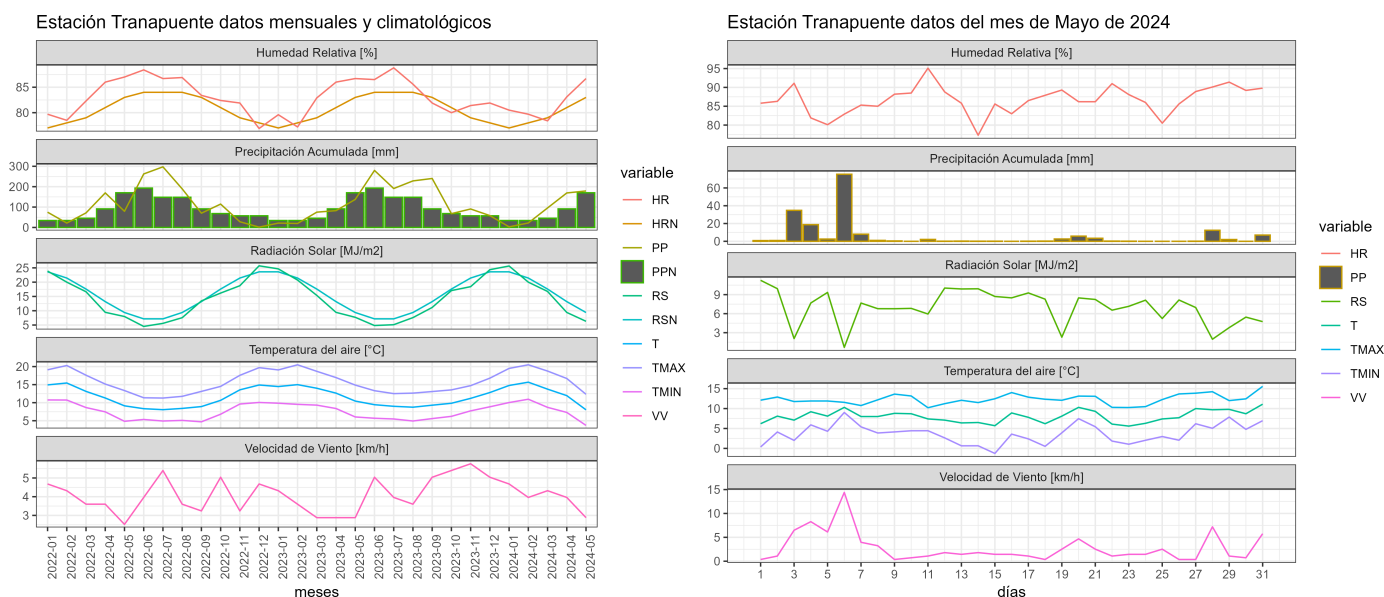 Estación Tranapuente datos mensuales y climatológicos
Humedad Relativa [%]
85
80
Precipitación Acumulada [mm]
300
200
100
0
Radiación Solar [MJ/m2]
25
20
15
10
5
Temperatura del aire [°C]
20
15
10
5
Velocidad de Viento [km/h]
5
4
3
2022-01
2022-02
2022-03
2022-04
2022-05
2022-06
2022-07
2022-08
2022-09
2022-10
2022-11
2022-12
2023-01
2023-02
2023-03
2023-04
2023-05
2023-06
2023-07
2023-08
2023-09
2023-10
2023-11
2023-12
2024-01
2024-02
2024-03
2024-04
2024-05
meses
variable
HR
HRN
PP
PPN
RS
RSN
T
TMAX
TMIN
VV
Estación Tranapuente datos del mes de Mayo de 2024
Humedad Relativa [%]
95
90
85
80
Precipitación Acumulada [mm]
60
40
20
0
Radiación Solar [MJ/m2]
9
6
3
Temperatura del aire [°C]
15
10
5
0
Velocidad de Viento [km/h]
15
10
5
0
1 3 5 7 9 11 13 15 17 19 21 23 25 27 29 31
días
variable
HR
PP
RS
T
TMAX
TMIN
VV